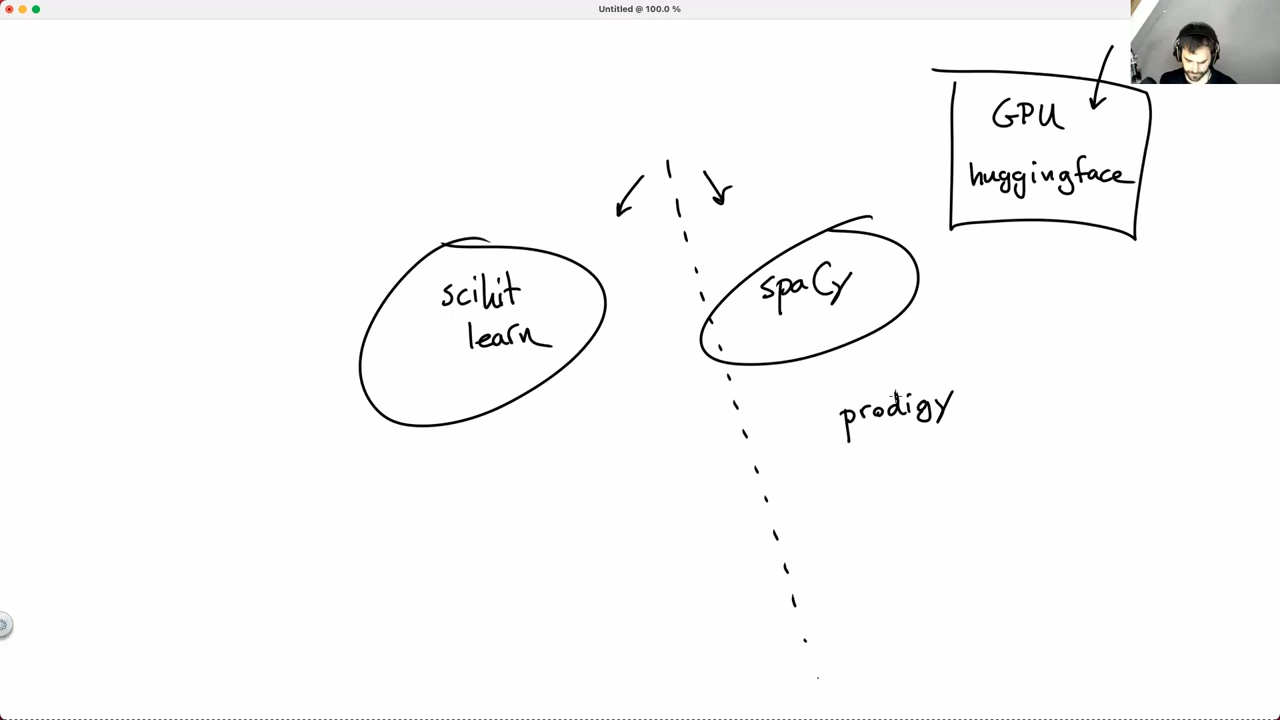 Untitled @ 100.0 %
GPU
huggingface
scikit
learn
spaCy
prodigy